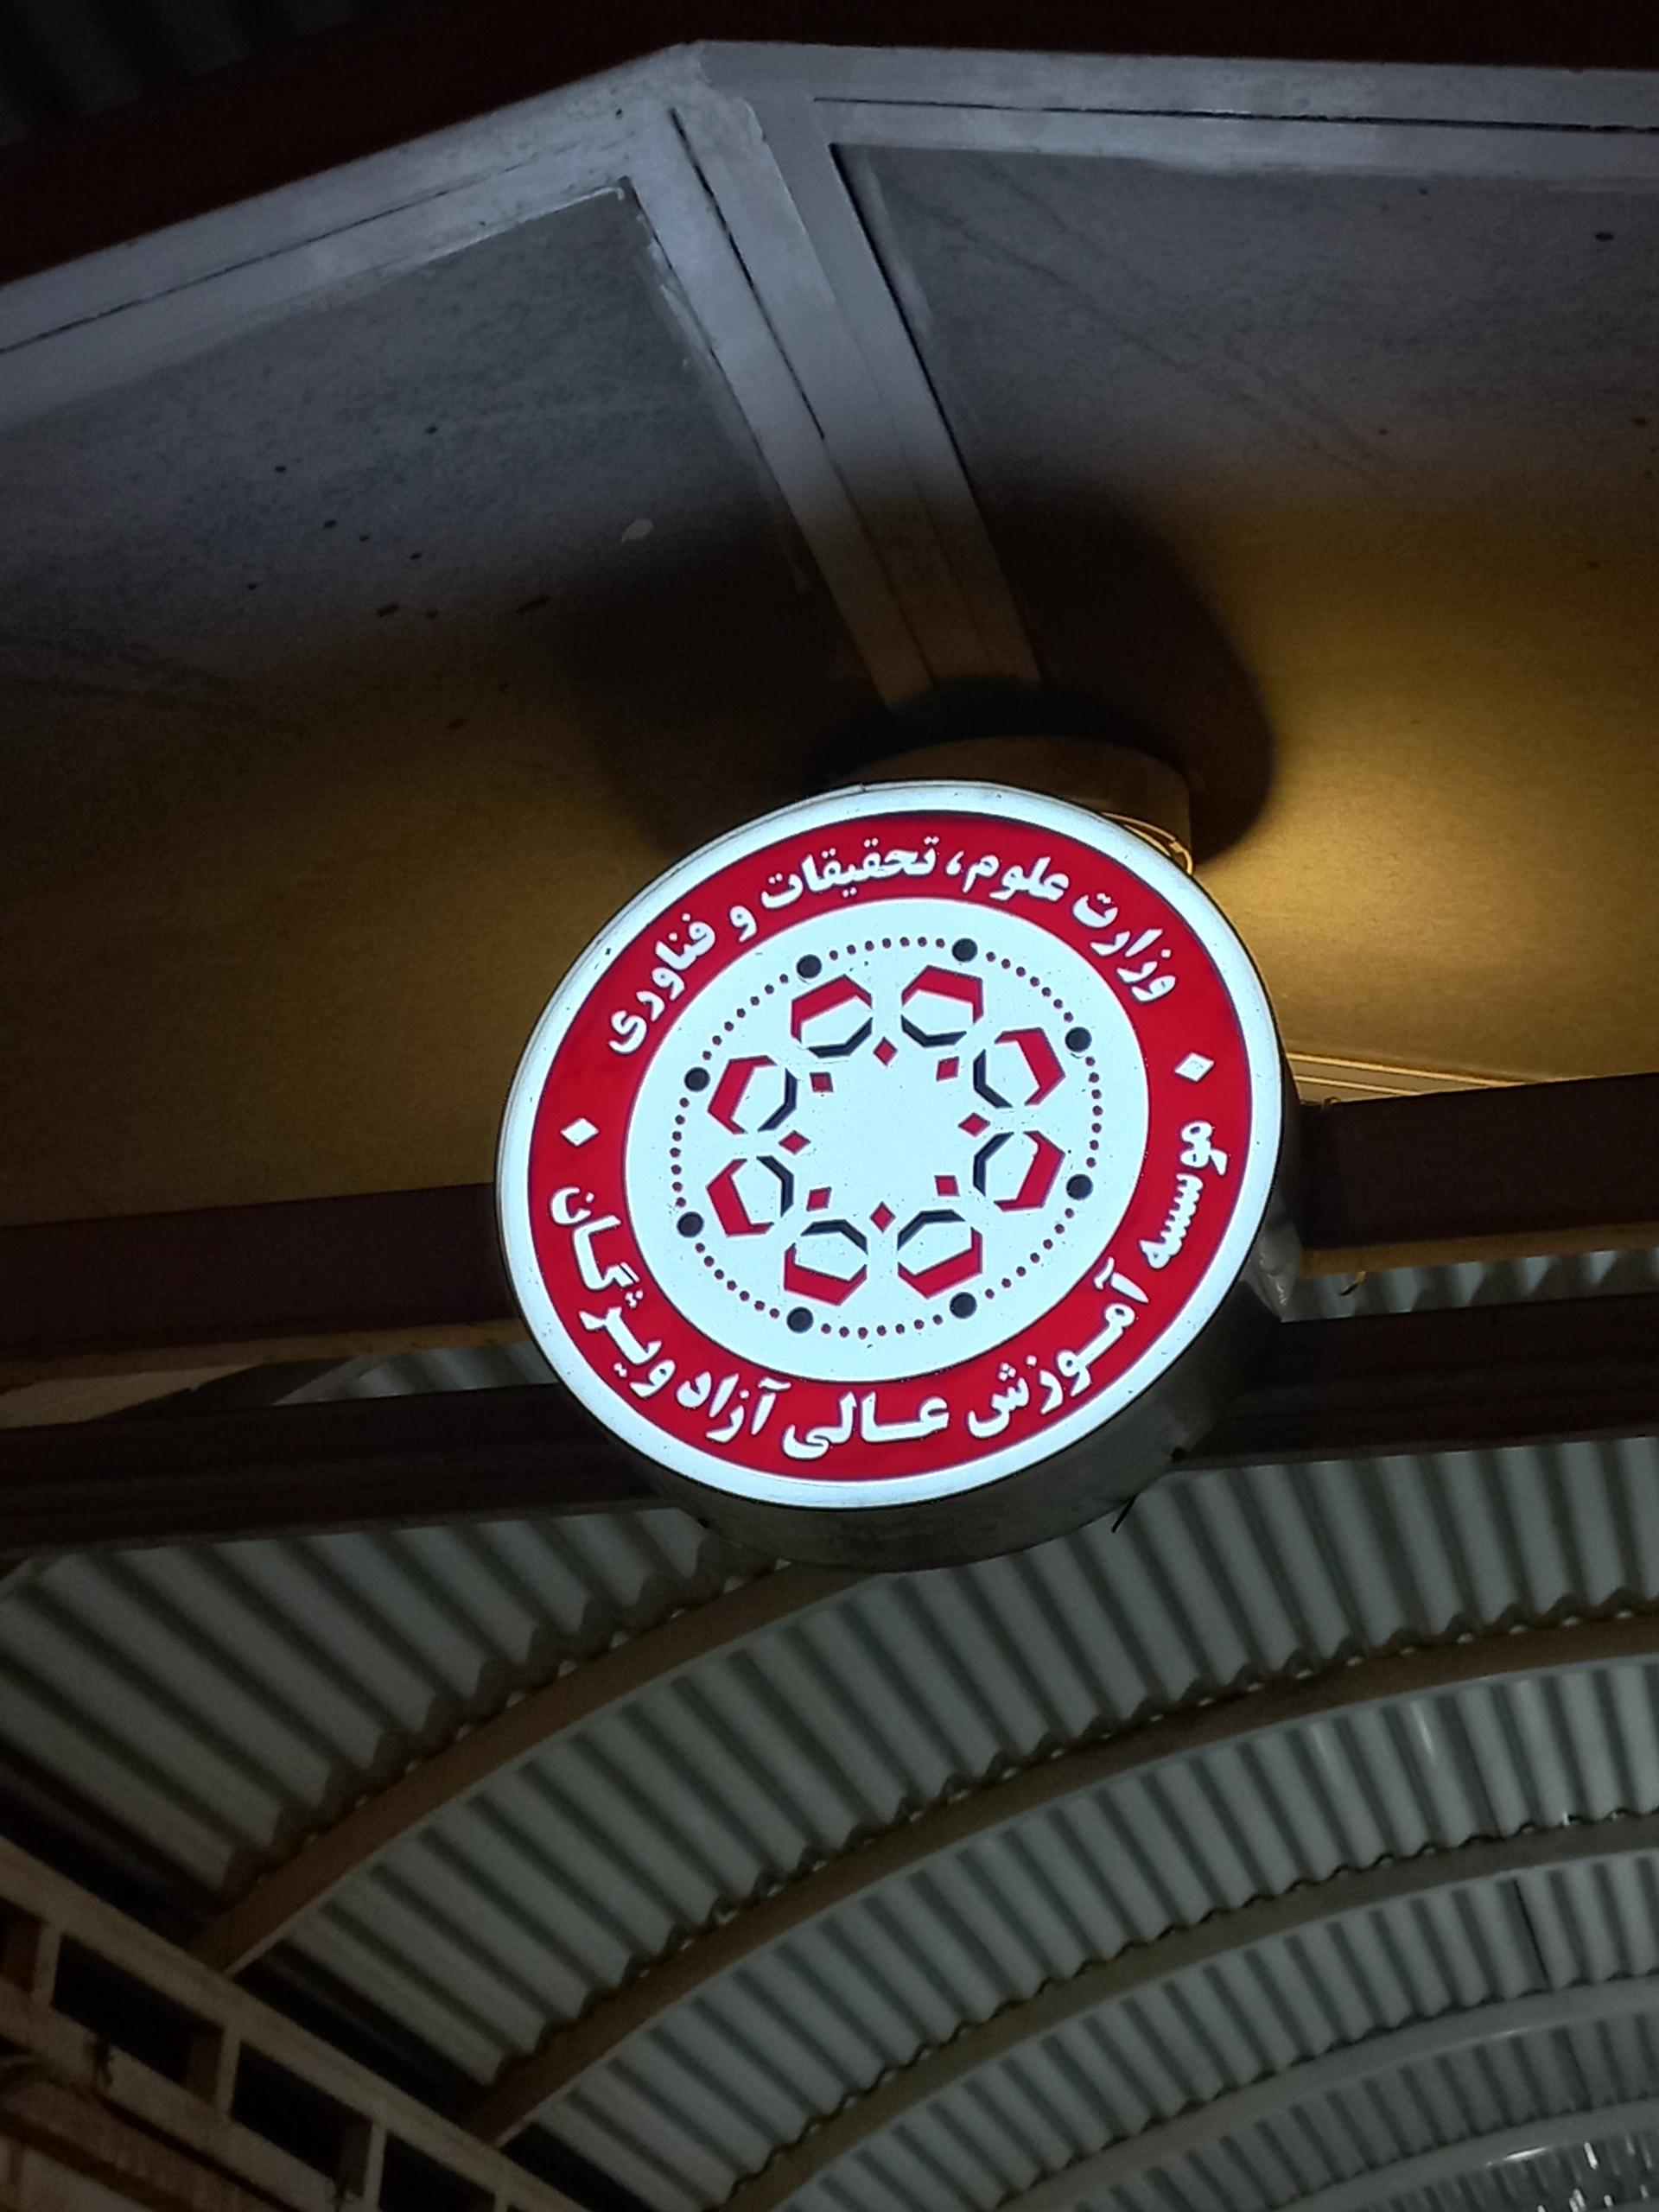 وزارت علوم، تحقیقات و فناوری
موسسه آموزش عالی آزاد ویژگان